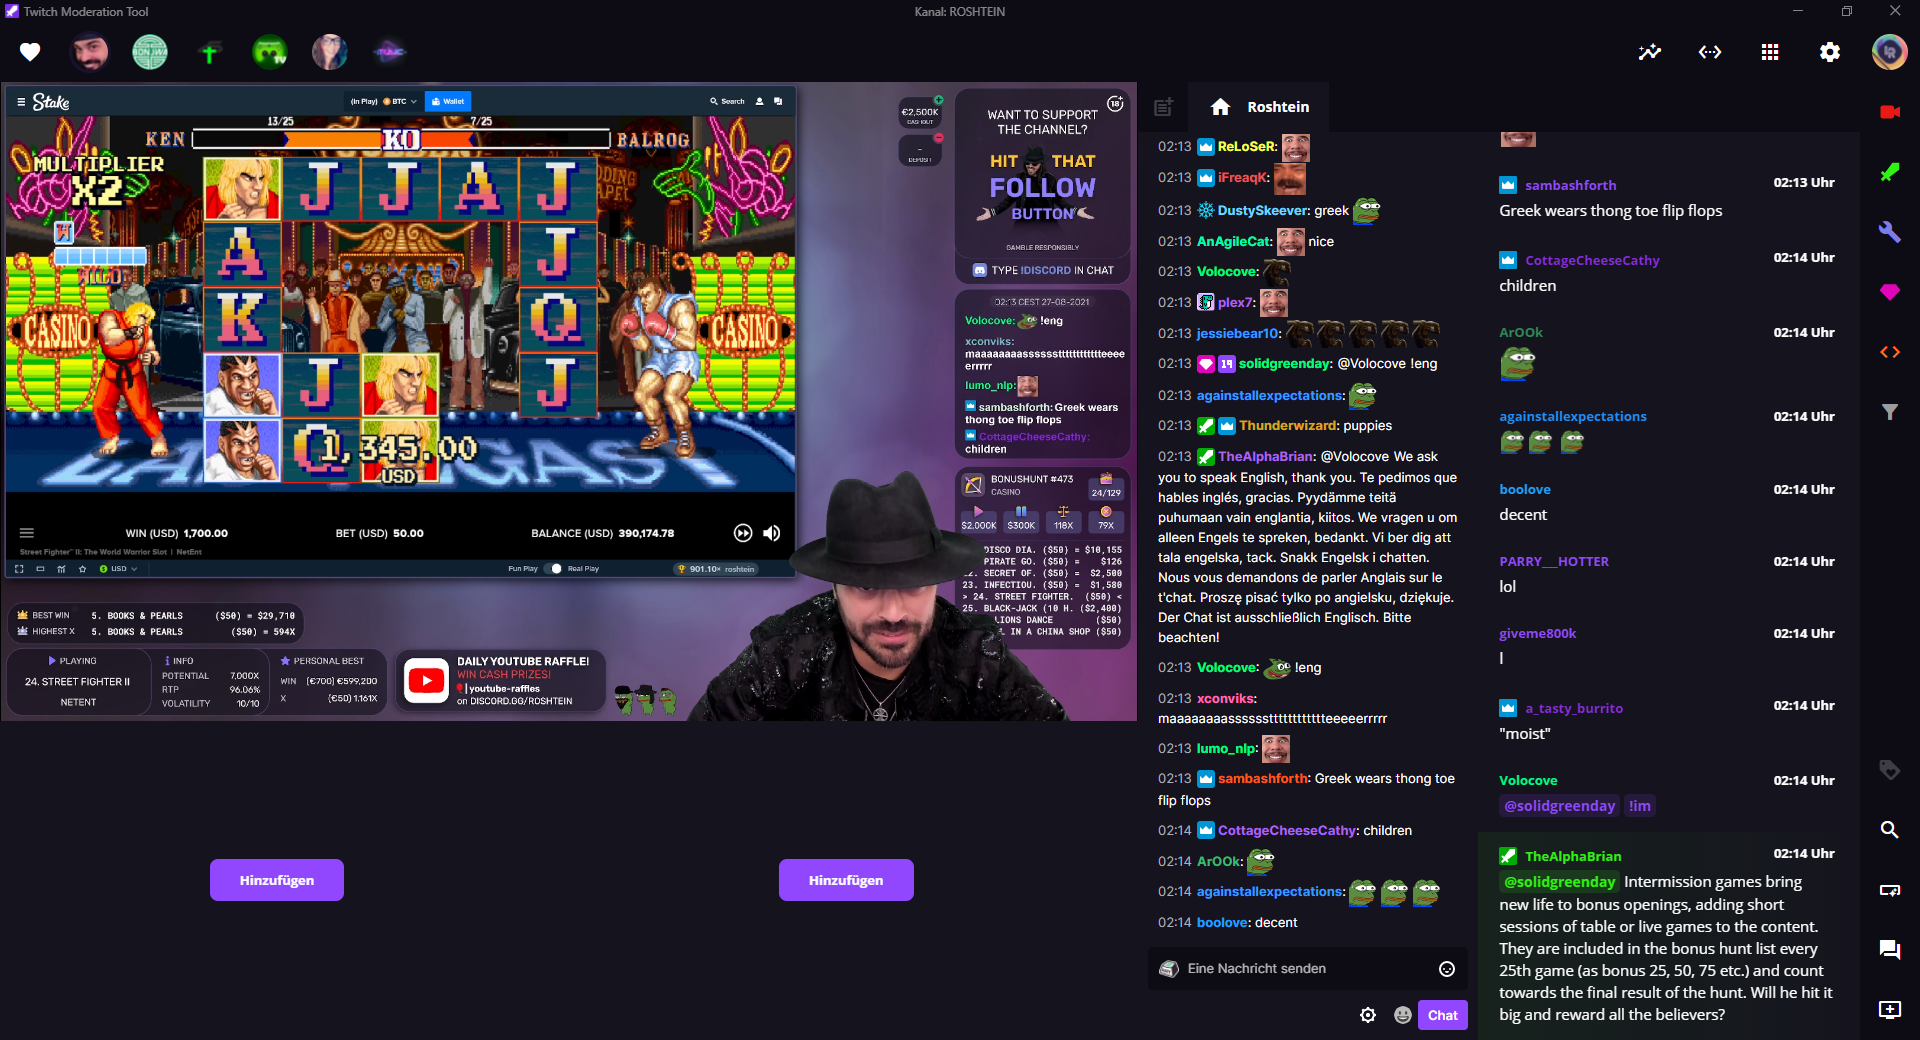 Twitch Moderation Tool
Kanal: ROSHTEIN
Stake
(In Play) BTC
Wallet
Search
13/25
7/25
KEN
KO
BALROG
MULTIPLIER
X2
W
WILD
J
J
A
J
A
J
K
Q
J
J
Q
CASINO
CASINO
1,345.00
USD
WIN (USD) 1,700.00
BET (USD) 50.00
BALANCE (USD) 390,174.78
Street Fighter™ II: The World Warrior Slot | NetEnt
USD
Fun Play
Real Play
901.10× roshtein
€2,500K
CASHOUT
-
DEPOSIT
18+
WANT TO SUPPORT
THE CHANNEL?
HIT THAT
FOLLOW
BUTTON
GAMBLE RESPONSIBLY
TYPE !DISCORD IN CHAT
02:13 CEST 27-08-2021
Volocove: !eng
xconviks:
maaaaaaaasssssssttttttttttttteeee
errrrr
lumo_nlp:
sambashforth: Greek wears
thong toe flip flops
CottageCheeseCathy:
children
BONUSHUNT #473
CASINO
24/129
$2,000K
$300K
118X
79X
DISCO DIA. ($50) = $10,155
PIRATE GO. ($50) = $126
22. SECRET OF. ($50) = $2,500
23. INFECTIOU. ($50) = $1,580
> 24. STREET FIGHTER. ($50) <
25. BLACK-JACK (10 H. ($2,400)
LIONS DANCE ($50)
IN A CHINA SHOP ($50)
BEST WIN 5. BOOKS & PEARLS ($50) = $29,710
HIGHEST X 5. BOOKS & PEARLS ($50) = 594X
PLAYING
24. STREET FIGHTER II
NETENT
INFO
POTENTIAL 7,000X
RTP 96.06%
VOLATILITY 10/10
PERSONAL BEST
WIN (€700) €599,200
X (€50) 1.161X
DAILY YOUTUBE RAFFLE!
WIN CASH PRIZES!
| youtube-raffles
on DISCORD.GG/ROSHTEIN
Hinzufügen
Hinzufügen
Roshtein
02:13 ReLoSeR:
02:13 iFreaqK:
02:13 DustySkeever: greek
02:13 AnAgileCat: nice
02:13 Volocove:
02:13 plex7:
02:13 jessiebear10:
02:13 19 solidgreenday: @Volocove !eng
02:13 againstallexpectations:
02:13 Thunderwizard: puppies
02:13 TheAlphaBrian: @Volocove We ask
you to speak English, thank you. Te pedimos que
hables inglés, gracias. Pyydämme teitä
puhumaan vain englantia, kiitos. We vragen u om
alleen Engels te spreken, bedankt. Vi ber dig att
tala engelska, tack. Snakk Engelsk i chatten.
Nous vous demandons de parler Anglais sur le
t'chat. Proszę pisać tylko po angielsku, dziękuje.
Der Chat ist ausschließlich Englisch. Bitte
beachten!
02:13 Volocove: !eng
02:13 xconviks:
maaaaaaaasssssssttttttttttttteeeeerrrrr
02:13 lumo_nlp:
02:13 sambashforth: Greek wears thong toe
flip flops
02:14 CottageCheeseCathy: children
02:14 ArOOk:
02:14 againstallexpectations:
02:14 boolove: decent
Eine Nachricht senden
Chat
sambashforth 02:13 Uhr
Greek wears thong toe flip flops
CottageCheeseCathy 02:14 Uhr
children
ArOOk 02:14 Uhr
againstallexpectations 02:14 Uhr
boolove 02:14 Uhr
decent
PARRY__HOTTER 02:14 Uhr
lol
giveme800k 02:14 Uhr
l
a_tasty_burrito 02:14 Uhr
"moist"
Volocove 02:14 Uhr
@solidgreenday !im
TheAlphaBrian 02:14 Uhr
@solidgreenday Intermission games bring
new life to bonus openings, adding short
sessions of table or live games to the content.
They are included in the bonus hunt list every
25th game (as bonus 25, 50, 75 etc.) and count
towards the final result of the hunt. Will he hit it
big and reward all the believers?